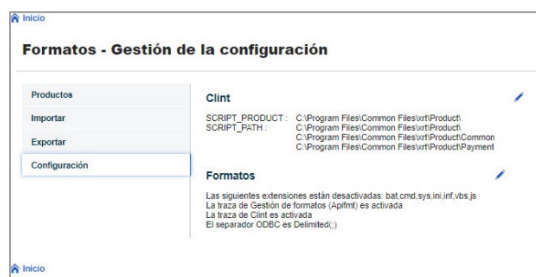 Inicio
Formatos - Gestión de la configuración
Productos
Importar
Exportar
Configuración
Clint
SCRIPT_PRODUCT : C:\Program Files\Common Files\xrt\Product\
SCRIPT_PATH : C:\Program Files\Common Files\xrt\Product\
C:\Program Files\Common Files\xrt\Product\Common
C:\Program Files\Common Files\xrt\Product\Payment
Formatos
Las siguientes extensiones están desactivadas: bat,cmd,sys,ini,inf,vbs,js
La traza de Gestión de formatos (Apifmt) es activada
La traza de Clint es activada
El separador ODBC es Delimited(;)
Inicio